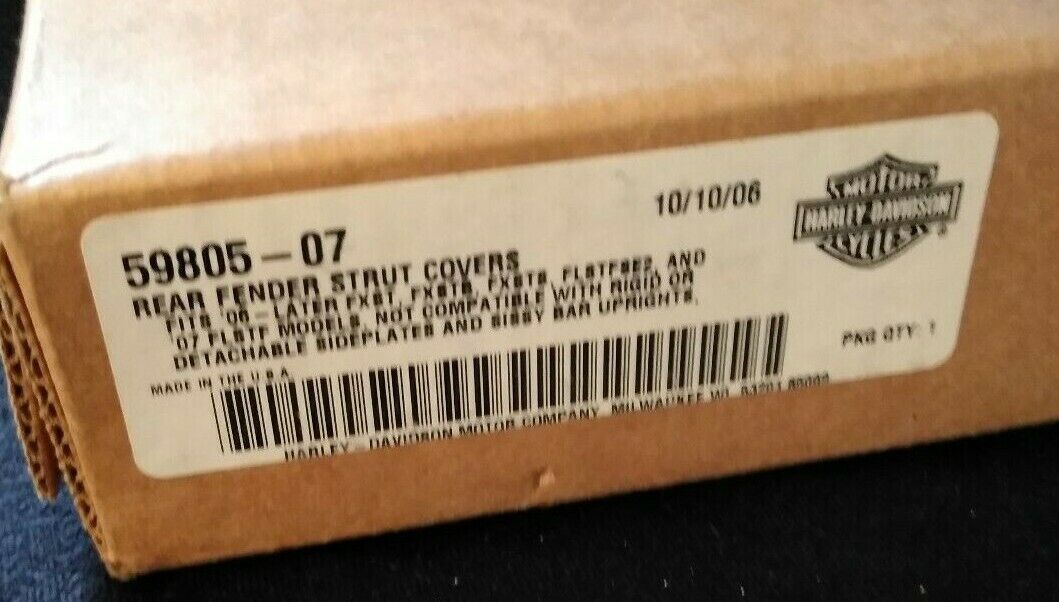 10/10/06
MOTOR
HARLEY-DAVIDSON
CYCLES
59805-07
REAR FENDER STRUT COVERS
FITS '06-LATER FXST, FXSTB, FXSTS, FLSTFSE2, AND
'07 FLSTF MODELS. NOT COMPATIBLE WITH RIGID OR
DETACHABLE SIDEPLATES AND SISSY BAR UPRIGHTS.
PKG QTY: 1
MADE IN THE U.S.A.
HARLEY-DAVIDSON MOTOR COMPANY MILWAUKEE WI